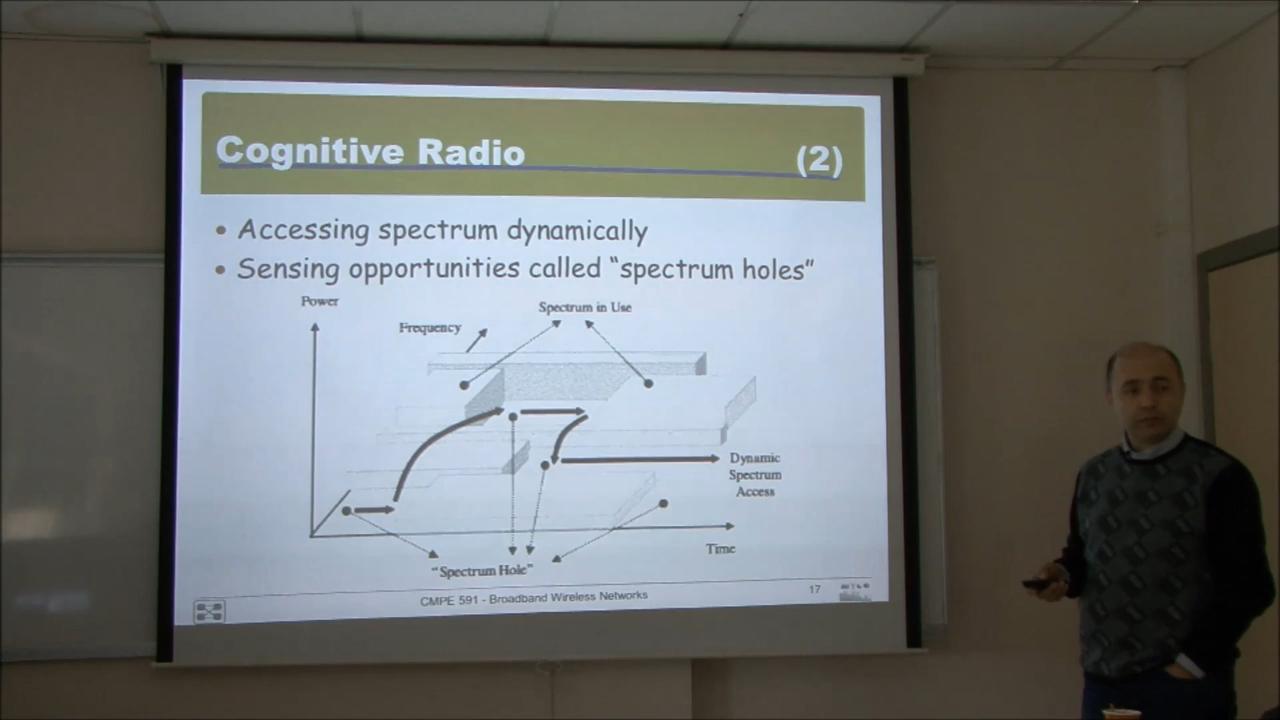 Cognitive Radio (2)
• Accessing spectrum dynamically
• Sensing opportunities called “spectrum holes”
Power
Spectrum in Use
Frequency
Dynamic
Spectrum
Access
Time
“Spectrum Hole”
CMPE 591 - Broadband Wireless Networks
17